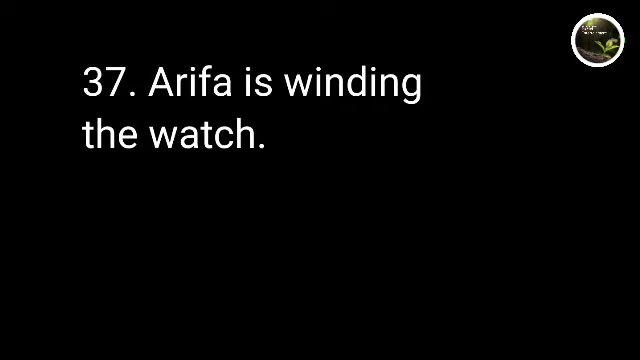 37. Arifa is winding
the watch.